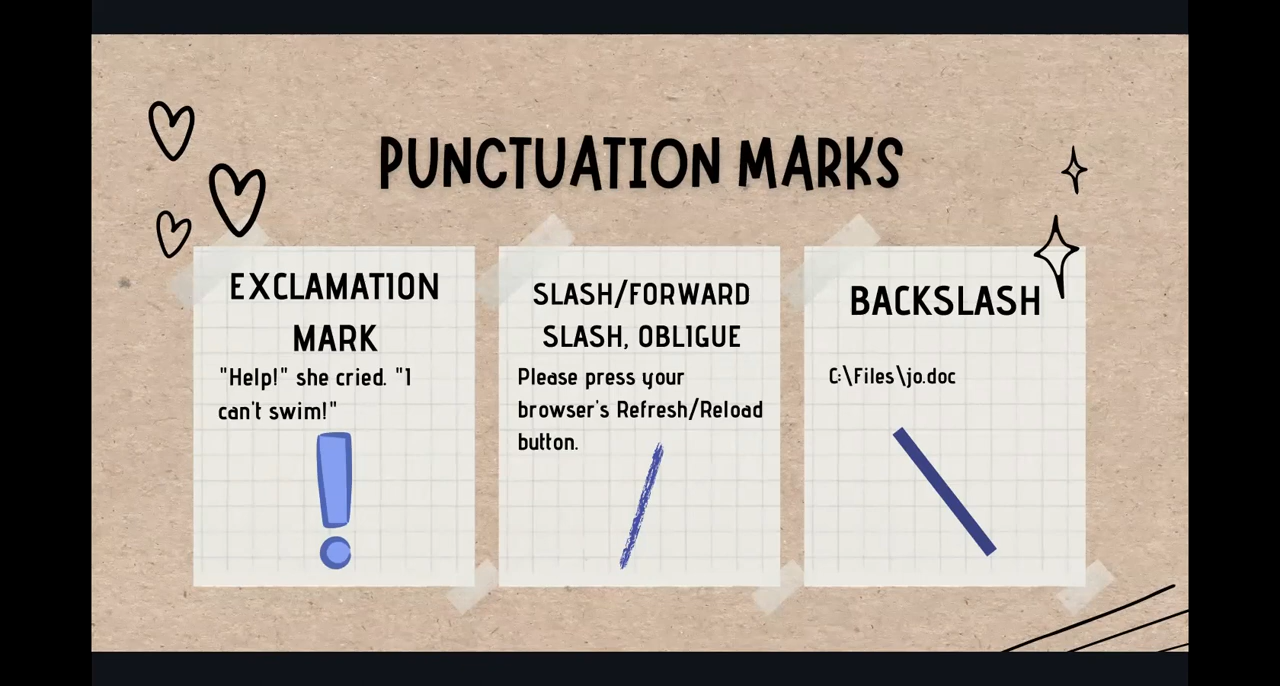 PUNCTUATION MARKS
EXCLAMATION
MARK
"Help!" she cried. "I
can't swim!"
!
SLASH/FORWARD
SLASH, OBLIGUE
Please press your
browser's Refresh/Reload
button.
/
BACKSLASH
C:\Files\jo.doc
\